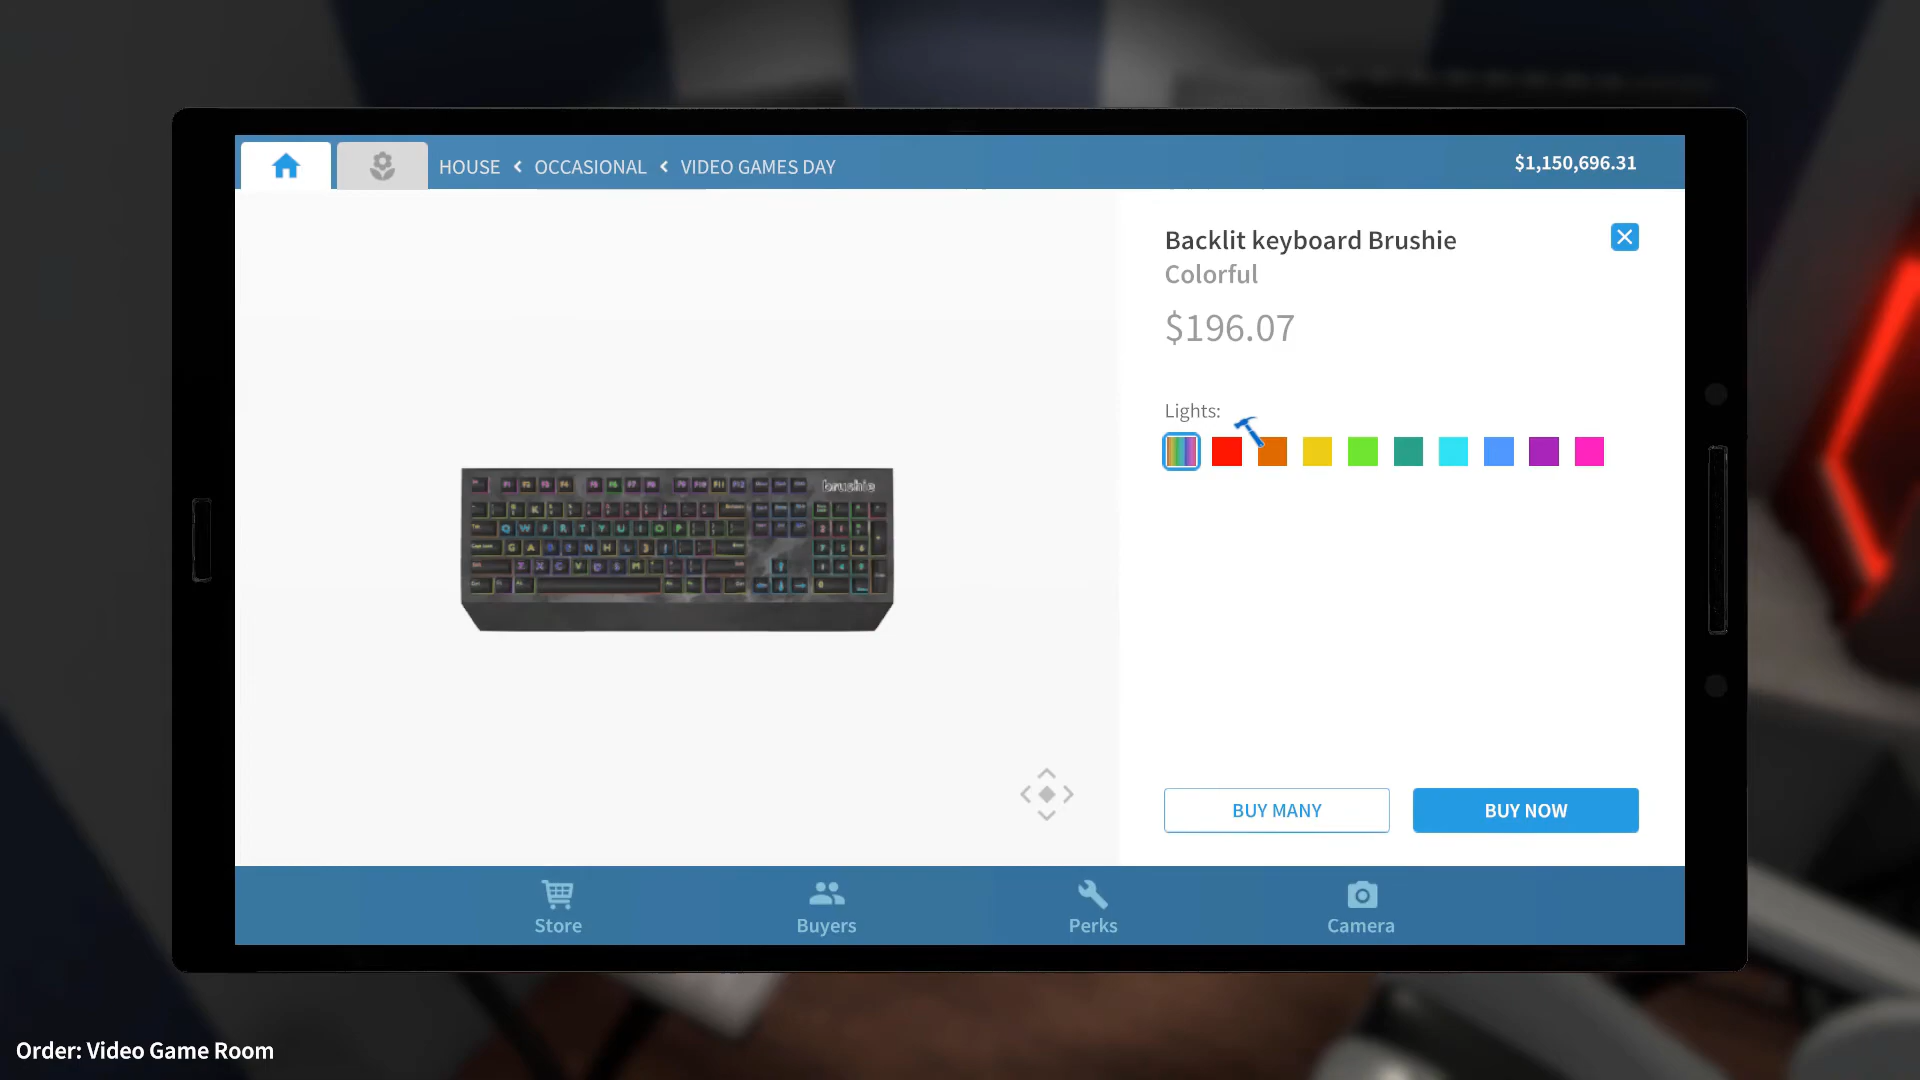 HOUSE < OCCASIONAL < VIDEO GAMES DAY
$1,150,696.31
Backlit keyboard Brushie
Colorful
$196.07
Lights:
brushie
BUY MANY
BUY NOW
Store
Buyers
Perks
Camera
Order: Video Game Room